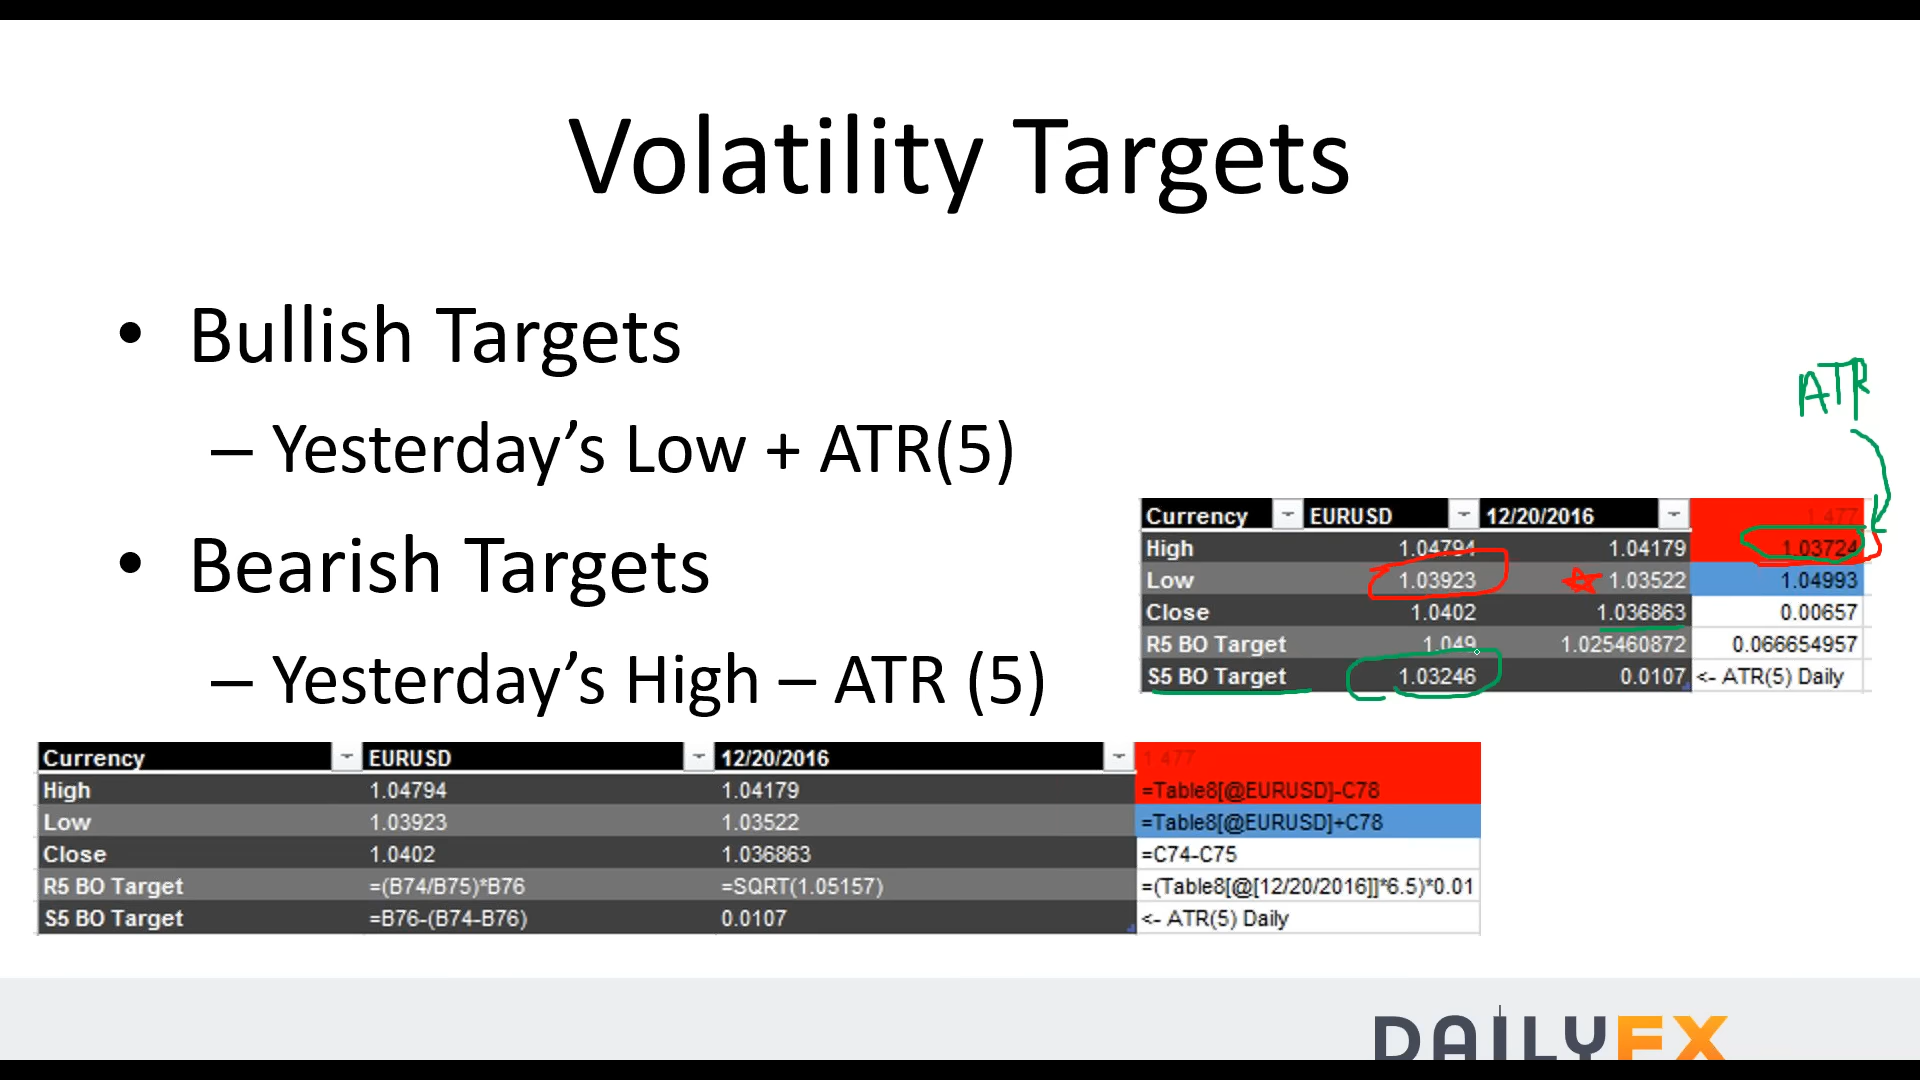 Volatility Targets
• Bullish Targets
– Yesterday’s Low + ATR(5)
• Bearish Targets
– Yesterday’s High – ATR (5)
ATR
Currency EURUSD 12/20/2016 1.477
High 1.04794 1.04179 1.03724
Low 1.03923 1.03522 1.04993
Close 1.0402 1.036863 0.00657
R5 BO Target 1.049 1.025460872 0.066654957
S5 BO Target 1.03246 0.0107 <- ATR(5) Daily
Currency EURUSD 12/20/2016 1.477
High 1.04794 1.04179 =Table8[@EURUSD]-C78
Low 1.03923 1.03522 =Table8[@EURUSD]+C78
Close 1.0402 1.036863 =C74-C75
R5 BO Target =(B74/B75)*B76 =SQRT(1.05157) =(Table8[@[12/20/2016]]*6.5)*0.01
S5 BO Target =B76-(B74-B76) 0.0107 <- ATR(5) Daily
DAILYFX